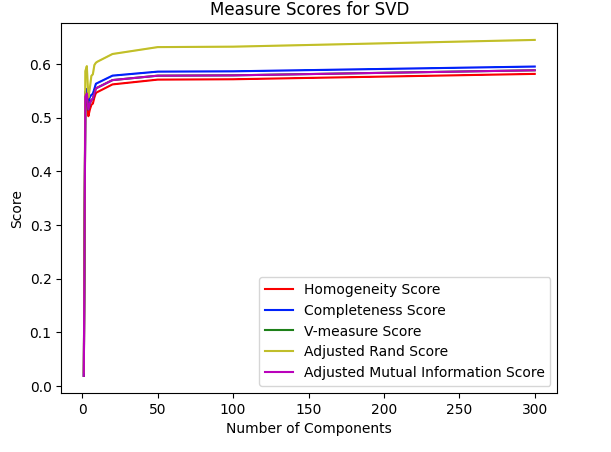 Measure Scores for SVD
Score
0.6
0.5
0.4
0.3
0.2
0.1
0.0
Homogeneity Score
Completeness Score
V-measure Score
Adjusted Rand Score
Adjusted Mutual Information Score
0 50 100 150 200 250 300
Number of Components